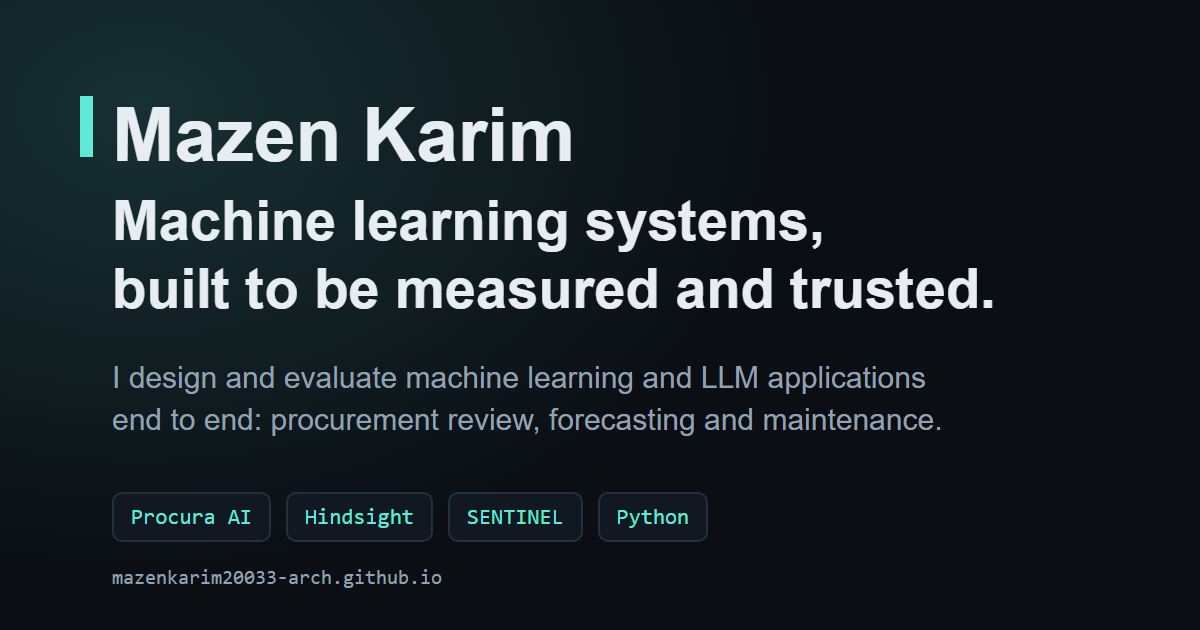 Mazen Karim
Machine learning systems,
built to be measured and trusted.
I design and evaluate machine learning and LLM applications
end to end: procurement review, forecasting and maintenance.
Procura AI Hindsight SENTINEL Python
mazenkarim20033-arch.github.io